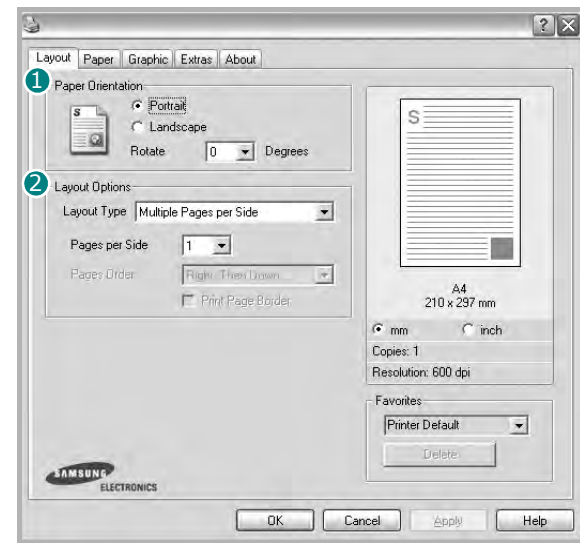 Layout Paper Graphic Extras About
1 Paper Orientation
S
Portrait
Landscape
Rotate 0 Degrees
2 Layout Options
Layout Type Multiple Pages per Side
Pages per Side 1
Pages Order Right, Then Down
Print Page Border
S
A4
210 x 297 mm
mm inch
Copies: 1
Resolution: 600 dpi
Favorites
Printer Default
Delete
SAMSUNG
ELECTRONICS
OK Cancel Apply Help